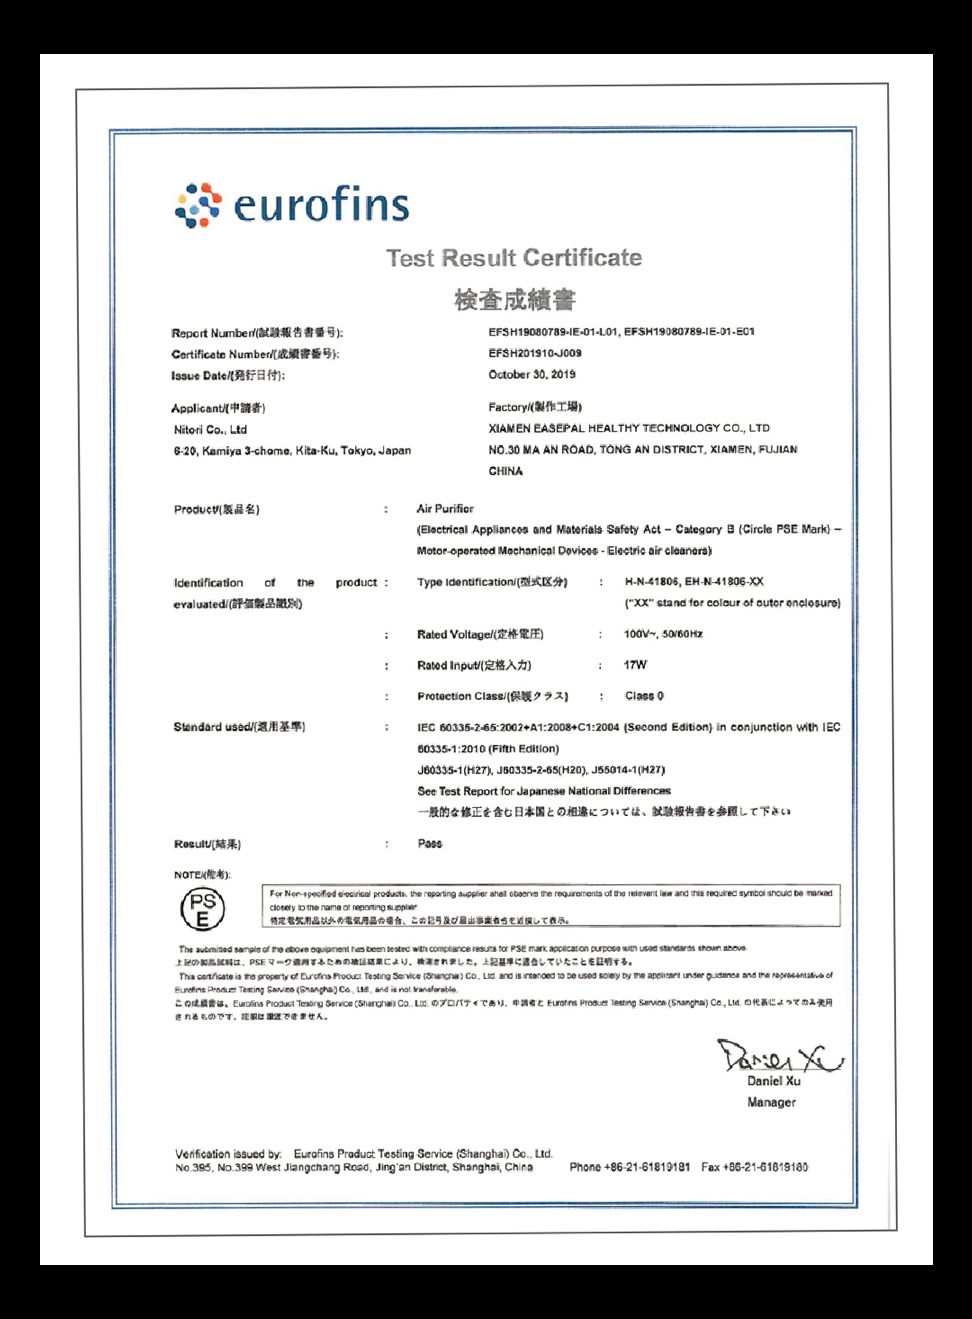 eurofins
Test Result Certificate
検査成績書
Report Number/(試験報告書番号):
EFSH19080789-IE-01-L01, EFSH19080789-IE-01-E01
Certificate Number/(成績書番号):
EFSH201910-J009
Issue Date/(発行日付):
October 30, 2019
Applicant/(申請者)
Nitori Co., Ltd
6-20, Kamiya 3-chome, Kita-Ku, Tokyo, Japan
Factory/(製作工場)
XIAMEN EASEPAL HEALTHY TECHNOLOGY CO., LTD
NO.30 MA AN ROAD, TONG AN DISTRICT, XIAMEN, FUJIAN
CHINA
Product/(製品名) : Air Purifier
(Electrical Appliances and Materials Safety Act – Category B (Circle PSE Mark) –
Motor-operated Mechanical Devices - Electric air cleaners)
Identification of the product : Type Identification/(型式区分) : H-N-41806, EH-N-41806-XX
evaluated/(評価製品識別) ("XX" stand for colour of outer enclosure)
: Rated Voltage/(定格電圧) : 100V~, 50/60Hz
: Rated Input/(定格入力) : 17W
: Protection Class/(保護クラス) : Class 0
Standard used/(適用基準) : IEC 60335-2-65:2002+A1:2008+C1:2004 (Second Edition) in conjunction with IEC
60335-1:2010 (Fifth Edition)
J60335-1(H27), J60335-2-65(H20), J55014-1(H27)
See Test Report for Japanese National Differences
一般的な修正を含む日本国との相違については、試験報告書を参照して下さい
Result/(結果) : Pass
NOTE/(備考):
PS
E
For Non-specified electrical products, the reporting supplier shall observe the requirements of the relevant law and this required symbol should be marked
closely to the name of reporting supplier
特定電気用品以外の電気用品の場合、この記号及び届出事業者名を近接して表示。
The submitted sample of the above equipment has been tested with compliance results for PSE mark application purpose with used standards shown above.
上記の製品試料は、PSE マーク適用するための検証結果により、検測されました。上記基準に適合していたことを証明する。
This certificate is the property of Eurofins Product Testing Service (Shanghai) Co., Ltd. and is intended to be used solely by the applicant under guidance and the representative of
Eurofins Product Testing Service (Shanghai) Co., Ltd., and is not transferable.
この成績書は、Eurofins Product Testing Service (Shanghai) Co., Ltd. のプロパティであり、申請者と Eurofins Product Testing Service (Shanghai) Co., Ltd. の代表によってのみ使用
されるものです。 譲渡できません。
Daniel Xu
Daniel Xu
Manager
Verification issued by: Eurofins Product Testing Service (Shanghai) Co., Ltd.
No.395, No.399 West Jiangchang Road, Jing'an District, Shanghai, China Phone +86-21-61819181 Fax +86-21-61819180